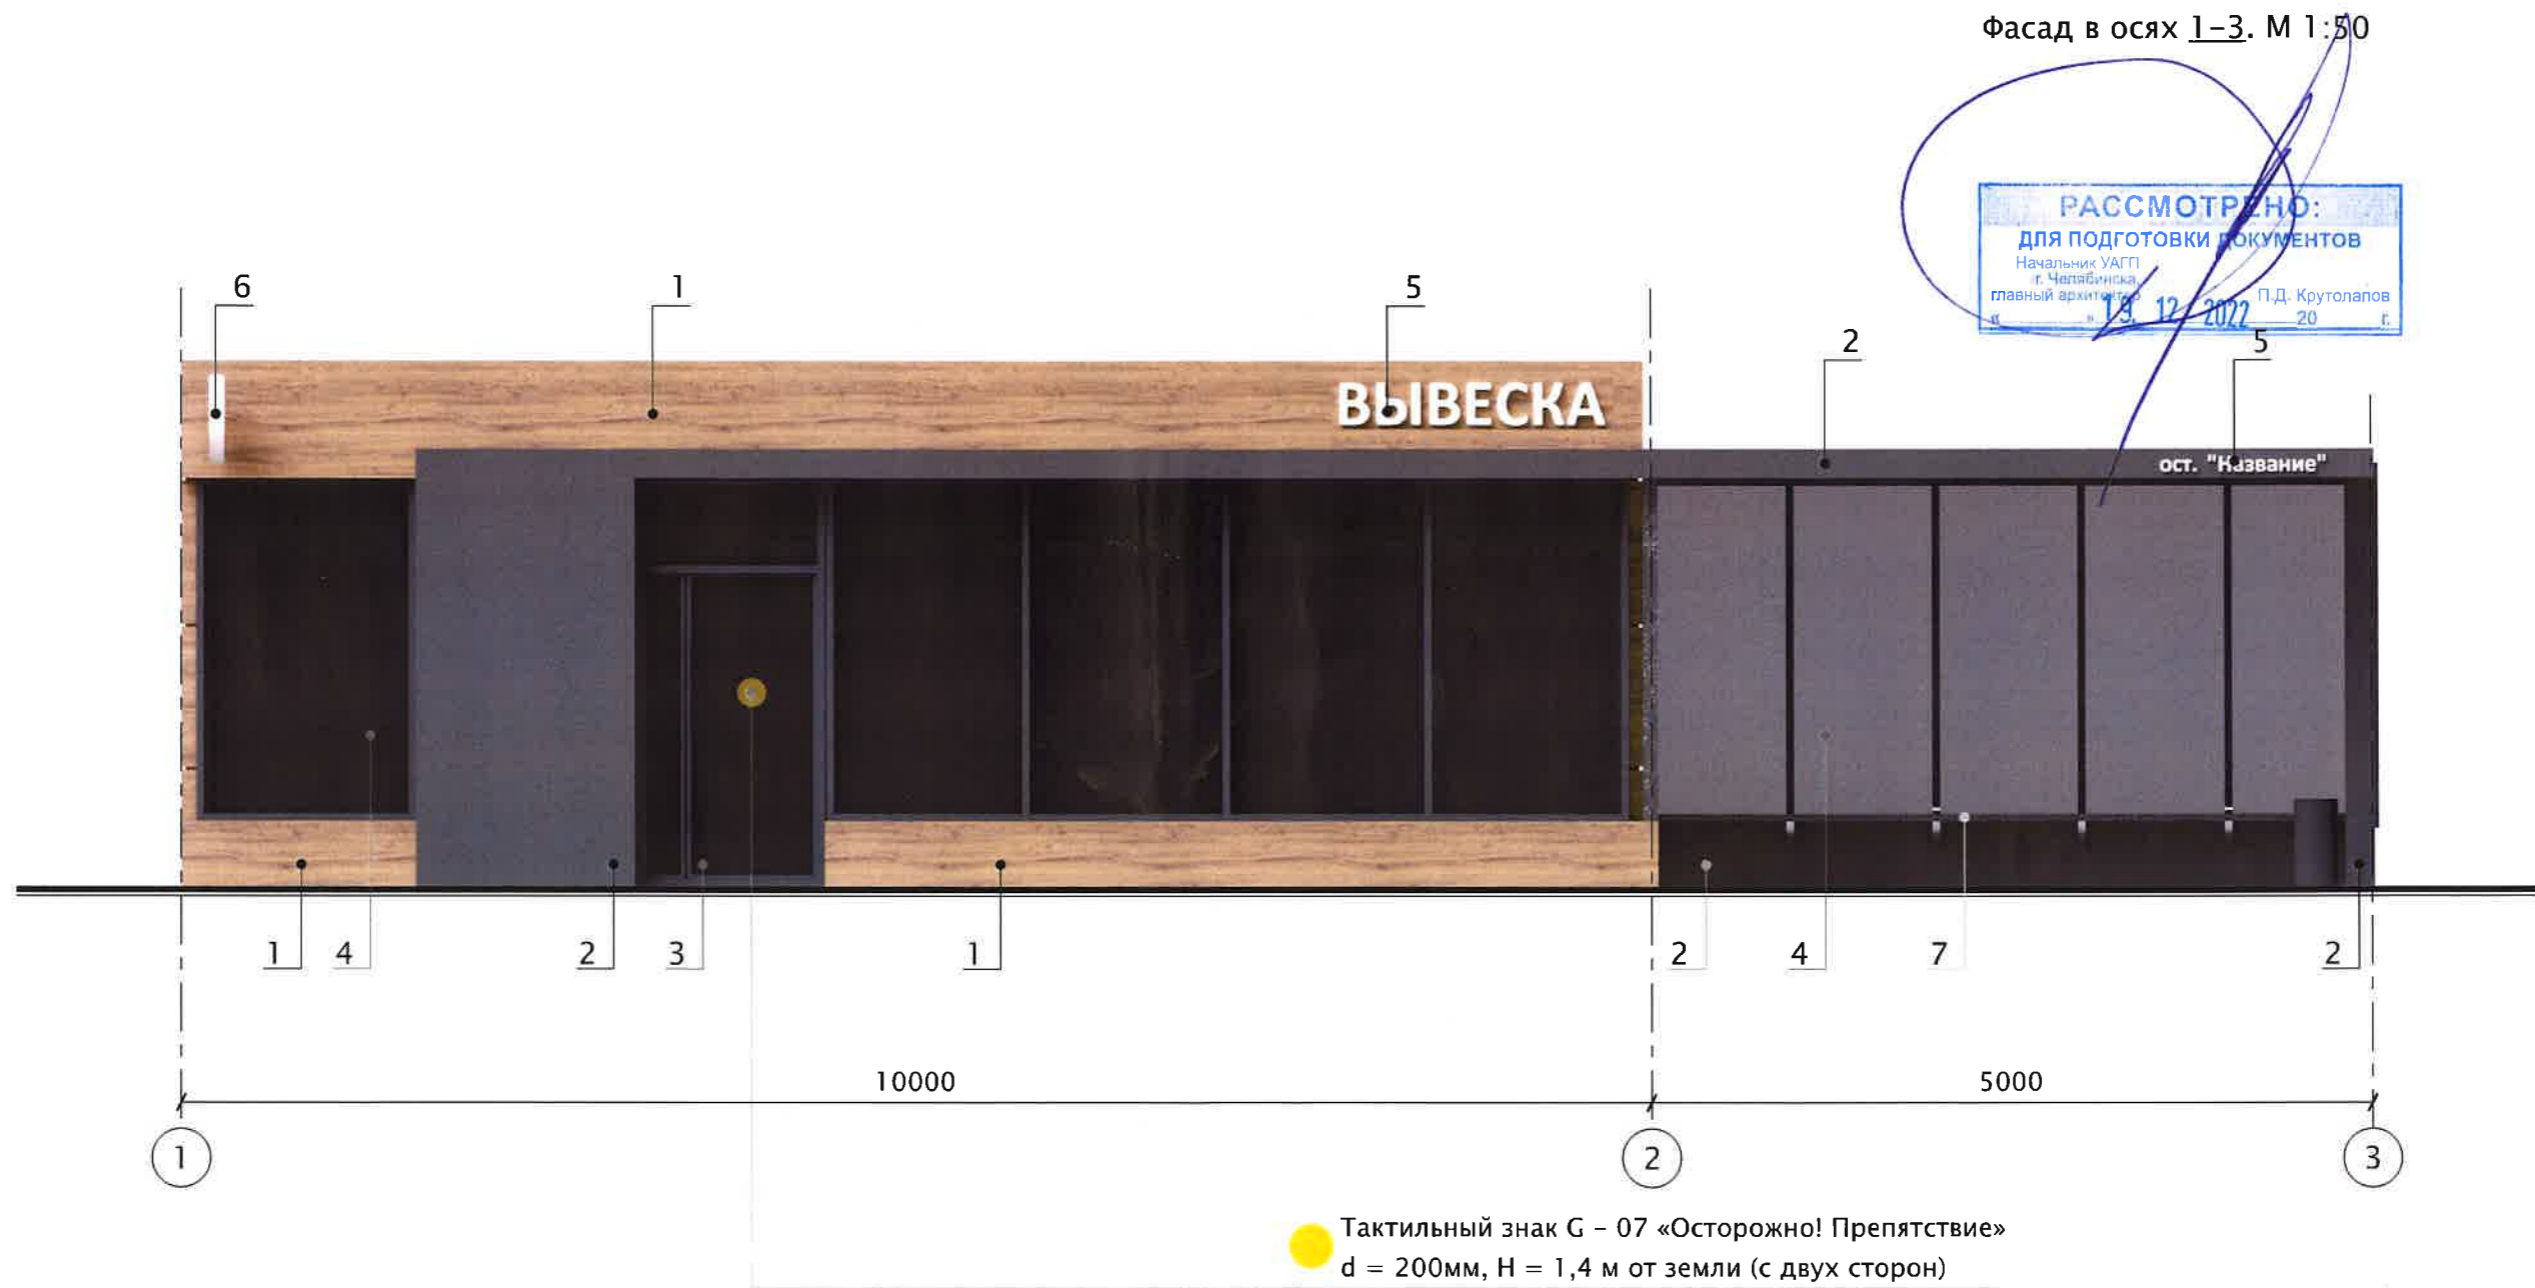 Фасад в осях 1-3. М 1:50
РАССМОТРЕНО:
ДЛЯ ПОДГОТОВКИ ДОКУМЕНТОВ
Начальник УАГП
г. Челябинска,
главный архитектор
П.Д. Крутолапов
« » 19. 12. 2022 20 г.
6
1
5
2
5
ВЫВЕСКА
ост. "Название"
1
4
2
3
1
2
4
7
2
10000
5000
1
2
3
Тактильный знак G – 07 «Осторожно! Препятствие»
d = 200мм, H = 1,4 м от земли (с двух сторон)